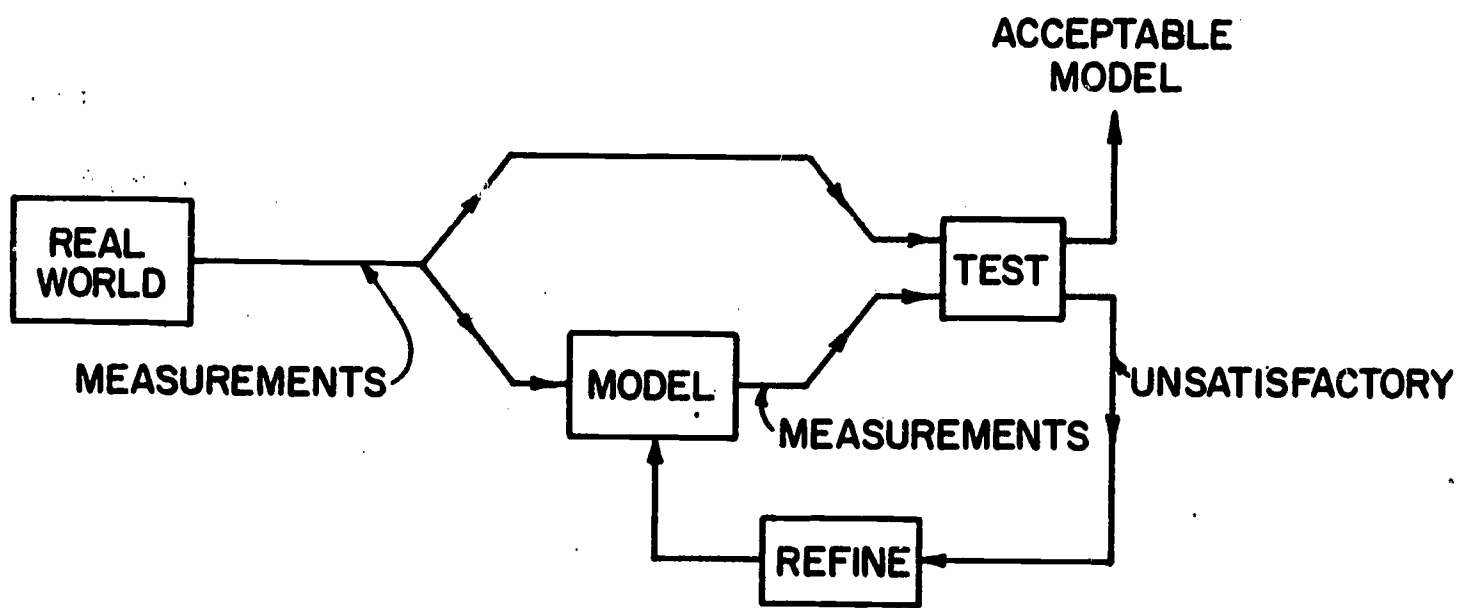 ACCEPTABLE
MODEL
REAL
WORLD
TEST
MEASUREMENTS
MODEL
UNSATISFACTORY
MEASUREMENTS
REFINE